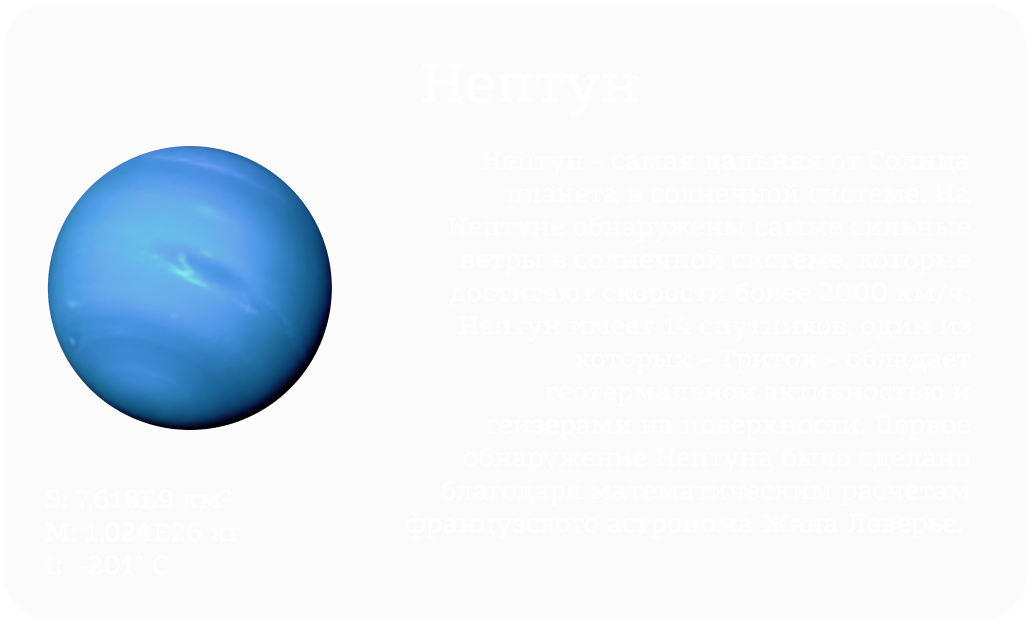 Нептун
Нептун - самая дальняя от Солнца
планета в солнечной системе. На
Нептуне обнаружены самые сильные
ветры в солнечной системе, которые
достигают скорости более 2000 км/ч.
Нептун имеет 14 спутников, один из
которых - Тритон - обладает
геотермальной активностью и
гейзерами на поверхности. Первое
обнаружение Нептуна было сделано
благодаря математическим расчетам
французского астронома Жана Леверье.
S: 7,618E9 км²
M: 1,024E26 кг
t: -201° C